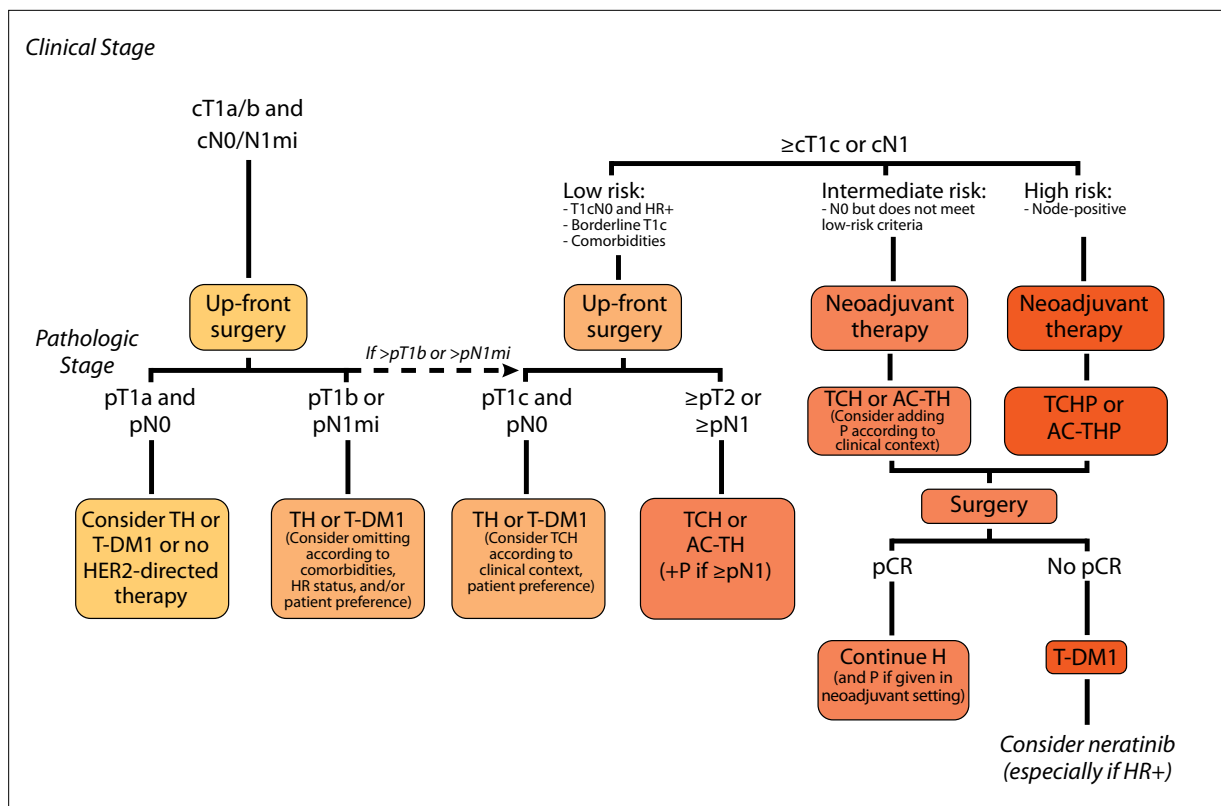 Clinical Stage
cT1a/b and
cN0/N1mi
≥cT1c or cN1
Low risk:
- T1cN0 and HR+
- Borderline T1c
- Comorbidities
Intermediate risk:
- N0 but does not meet
low-risk criteria
High risk:
- Node-positive
Up-front
surgery
Up-front
surgery
Neoadjuvant
therapy
Neoadjuvant
therapy
Pathologic
Stage
If >pT1b or >pN1mi
pT1a and
pN0
pT1b or
pN1mi
pT1c and
pN0
≥pT2 or
≥pN1
TCH or AC-TH
(Consider adding
P according to
clinical context)
TCHP or
AC-THP
Consider TH or
T-DM1 or no
HER2-directed
therapy
TH or T-DM1
(Consider omitting
according to
comorbidities,
HR status, and/or
patient preference)
TH or T-DM1
(Consider TCH
according to
clinical context,
patient preference)
TCH or
AC-TH
(+P if ≥pN1)
Surgery
pCR
No pCR
Continue H
(and P if given in
neoadjuvant setting)
T-DM1
Consider neratinib
(especially if HR+)